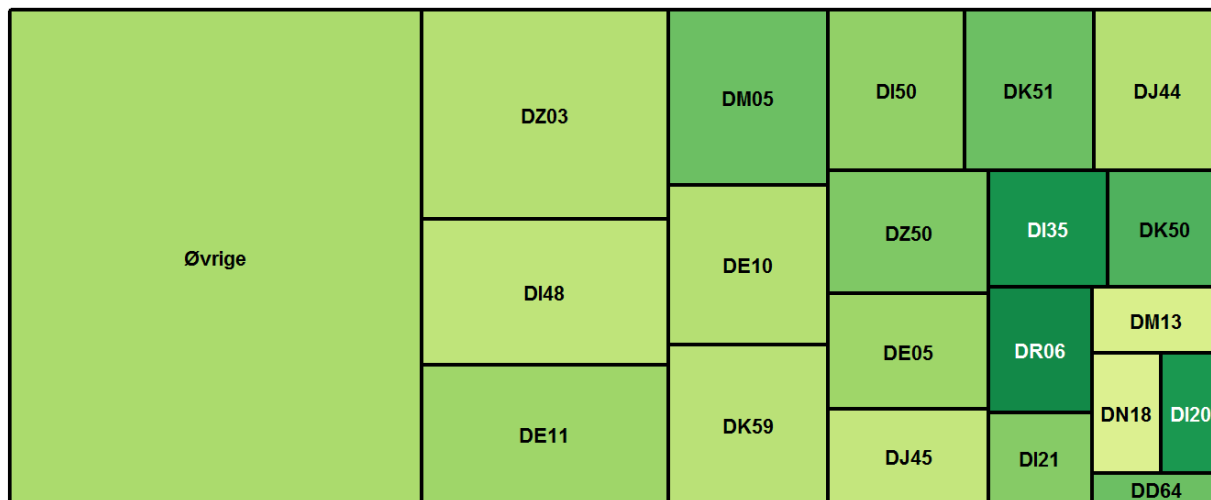 Øvrige
DZ03
DI48
DE11
DM05
DE10
DK59
DI50
DK51
DJ44
DZ50
DI35
DK50
DE05
DR06
DM13
DJ45
DI21
DN18
DI20
DD64